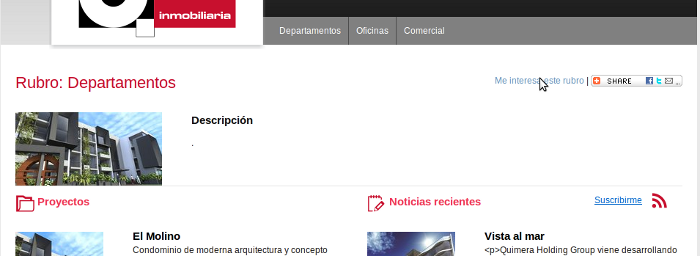 inmobiliaria
Departamentos Oficinas Comercial
Rubro: Departamentos
Me interesa este rubro | SHARE ...
Descripción
.
Proyectos
Noticias recientes
Suscribirme
El Molino
Condominio de moderna arquitectura y concepto
Vista al mar
<p>Quimera Holding Group viene desarrollando